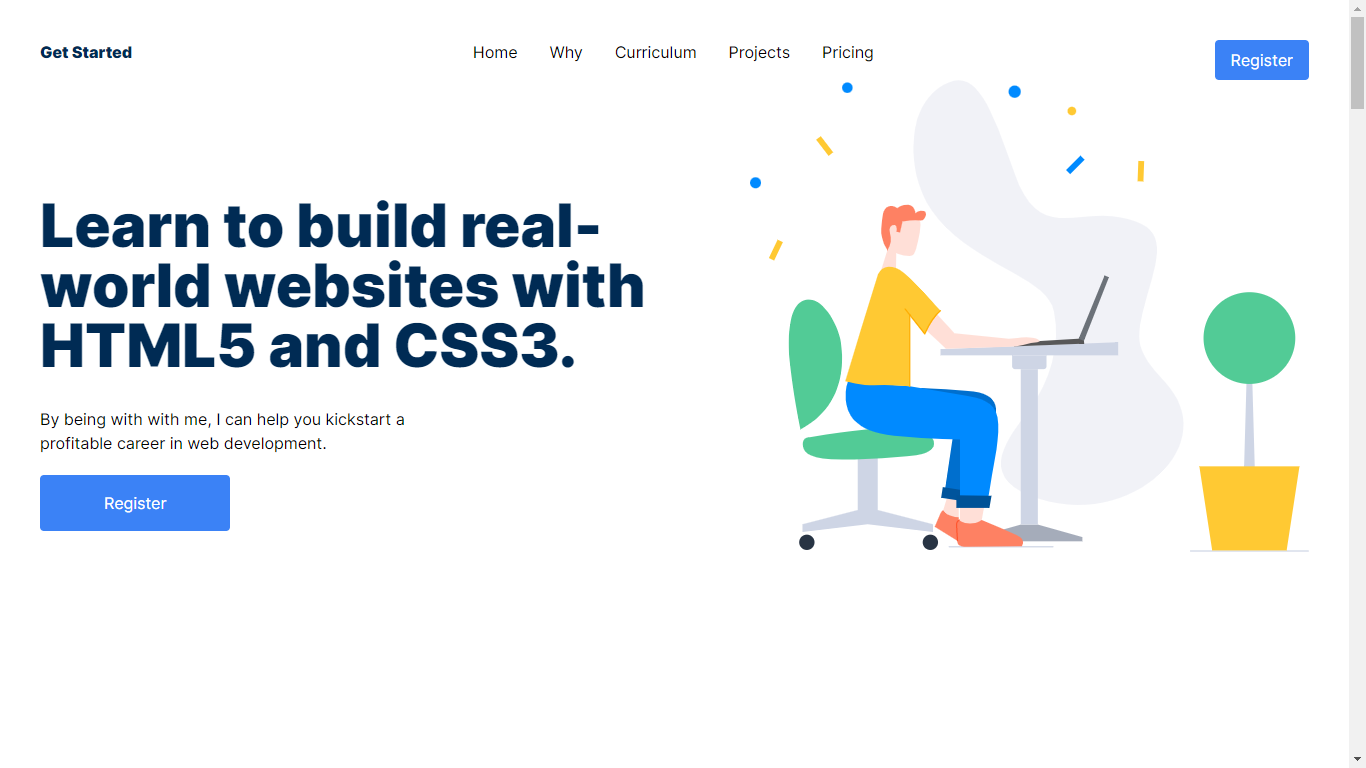 Get Started
Home Why Curriculum Projects Pricing
Register
Learn to build real-
world websites with
HTML5 and CSS3.
By being with with me, I can help you kickstart a
profitable career in web development.
Register